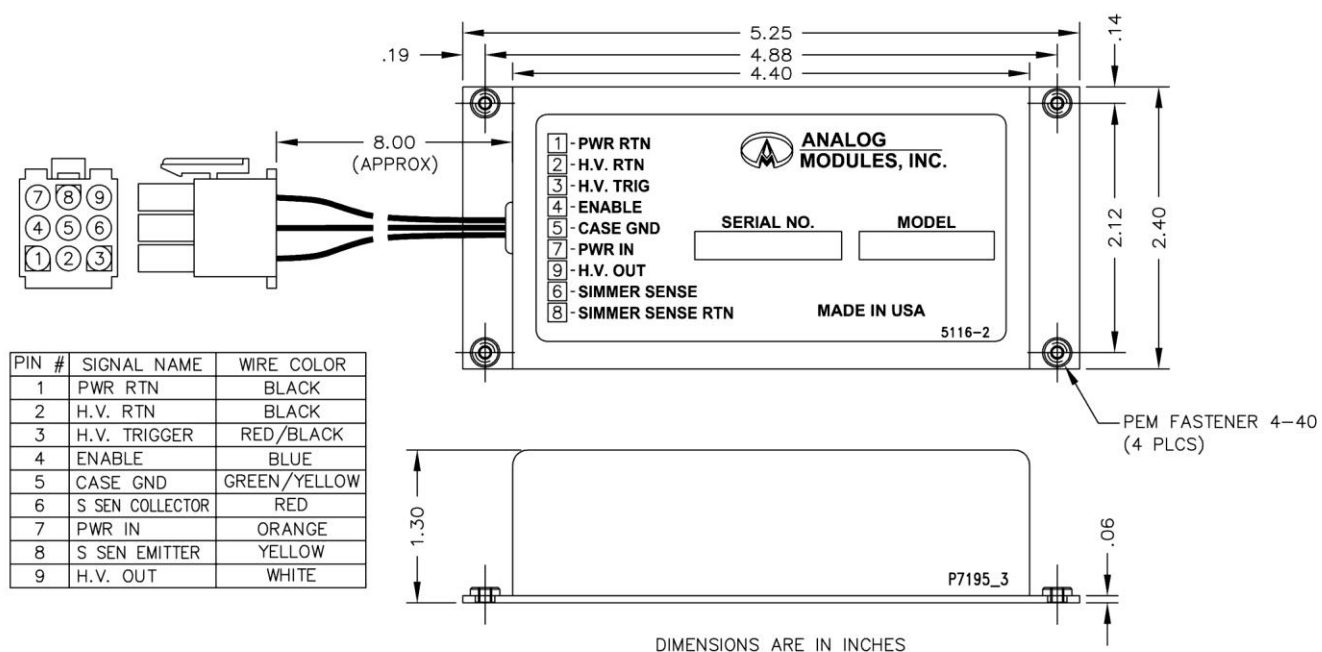 5.25
.19
4.88
4.40
.14
8.00
(APPROX)
7 8 9
4 5 6
1 2 3
1 - PWR RTN
2 - H.V. RTN
3 - H.V. TRIG
4 - ENABLE
5 - CASE GND
7 - PWR IN
9 - H.V. OUT
6 - SIMMER SENSE
8 - SIMMER SENSE RTN
ANALOG
MODULES, INC.
SERIAL NO.
MODEL
MADE IN USA
5116-2
2.12
2.40
PEM FASTENER 4-40
(4 PLCS)
PIN # SIGNAL NAME WIRE COLOR
1 PWR RTN BLACK
2 H.V. RTN BLACK
3 H.V. TRIGGER RED/BLACK
4 ENABLE BLUE
5 CASE GND GREEN/YELLOW
6 S SEN COLLECTOR RED
7 PWR IN ORANGE
8 S SEN EMITTER YELLOW
9 H.V. OUT WHITE
1.30
.06
P7195_3
DIMENSIONS ARE IN INCHES